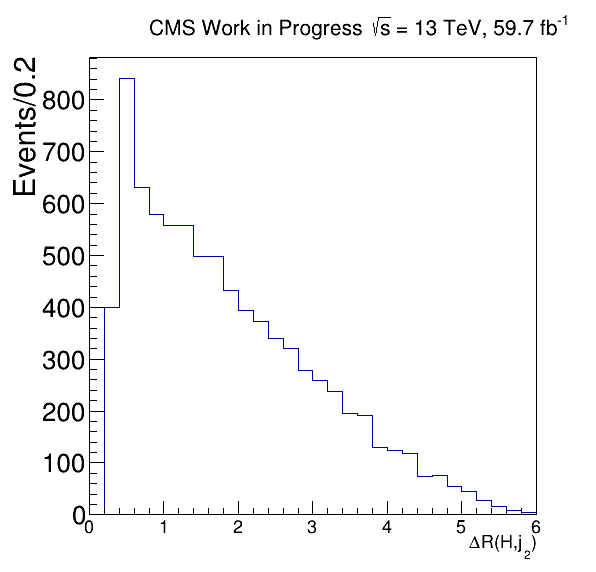 CMS Work in Progress √s = 13 TeV, 59.7 fb⁻¹
Events/0.2
800
700
600
500
400
300
200
100
0
0 1 2 3 4 5 6
ΔR(H,j₂)